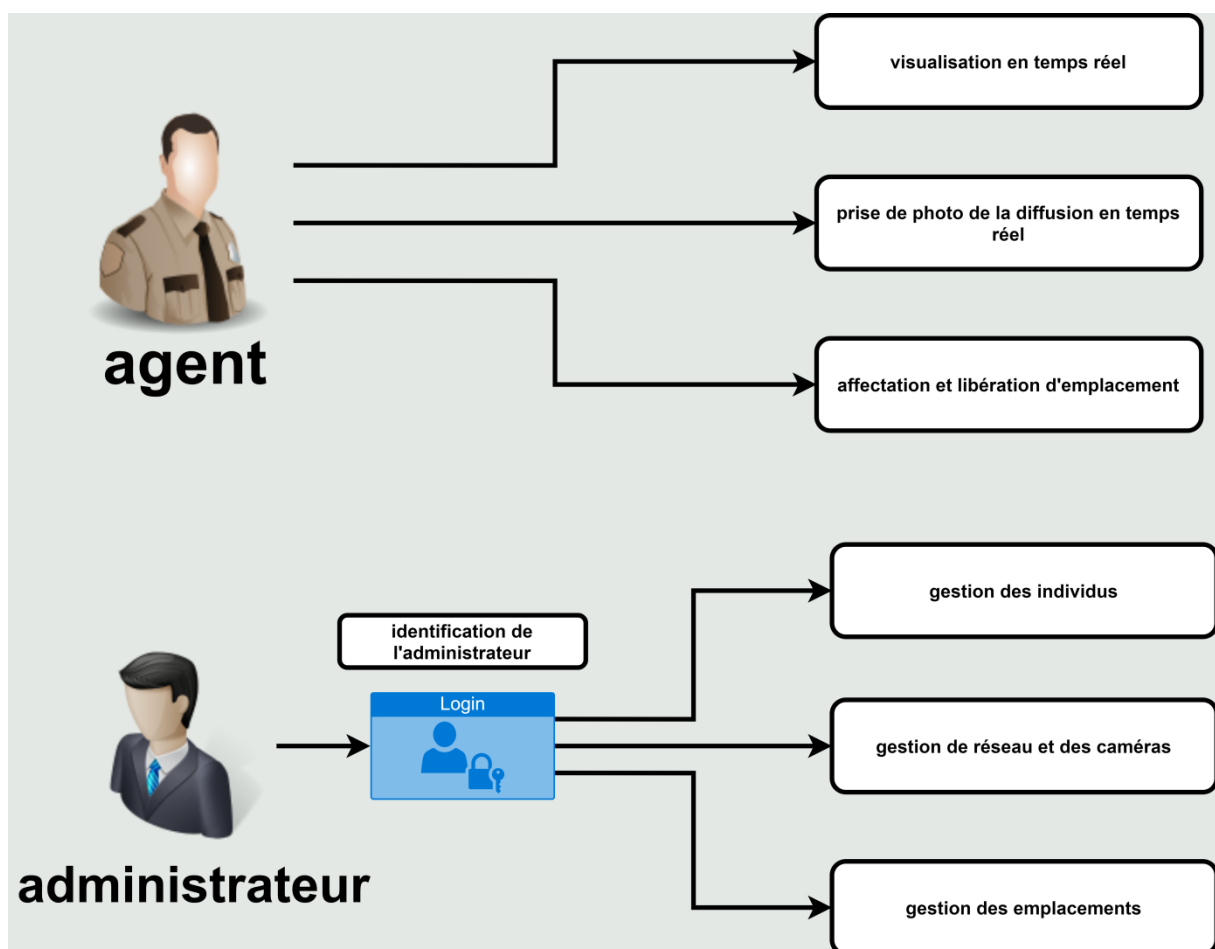 visualisation en temps réel
prise de photo de la diffusion en temps
réel
agent
affectation et libération d'emplacement
gestion des individus
identification de
l'administrateur
Login
gestion de réseau et des caméras
administrateur
gestion des emplacements